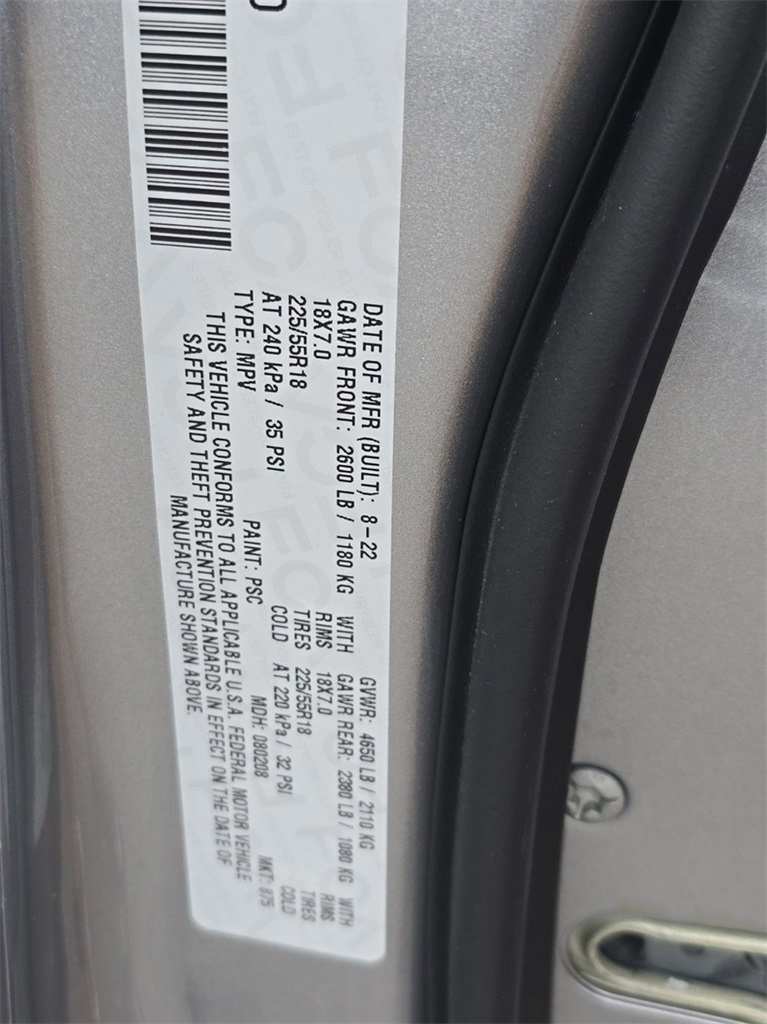 DATE OF MFR (BUILT): 8-22 GVWR: 4650 LB / 2110 KG
GAWR FRONT: 2600 LB / 1180 KG WITH GAWR REAR: 2380 LB / 1080 KG WITH
18X7.0 RIMS 18X7.0 RIMS
225/55R18 TIRES 225/55R18 TIRES
AT 240 kPa / 35 PSI COLD AT 220 kPa / 32 PSI COLD
TYPE: MPV PAINT: PSC MDH: 080208 MKT: 875
THIS VEHICLE CONFORMS TO ALL APPLICABLE U.S.A. FEDERAL MOTOR VEHICLE
SAFETY AND THEFT PREVENTION STANDARDS IN EFFECT ON THE DATE OF
MANUFACTURE SHOWN ABOVE.